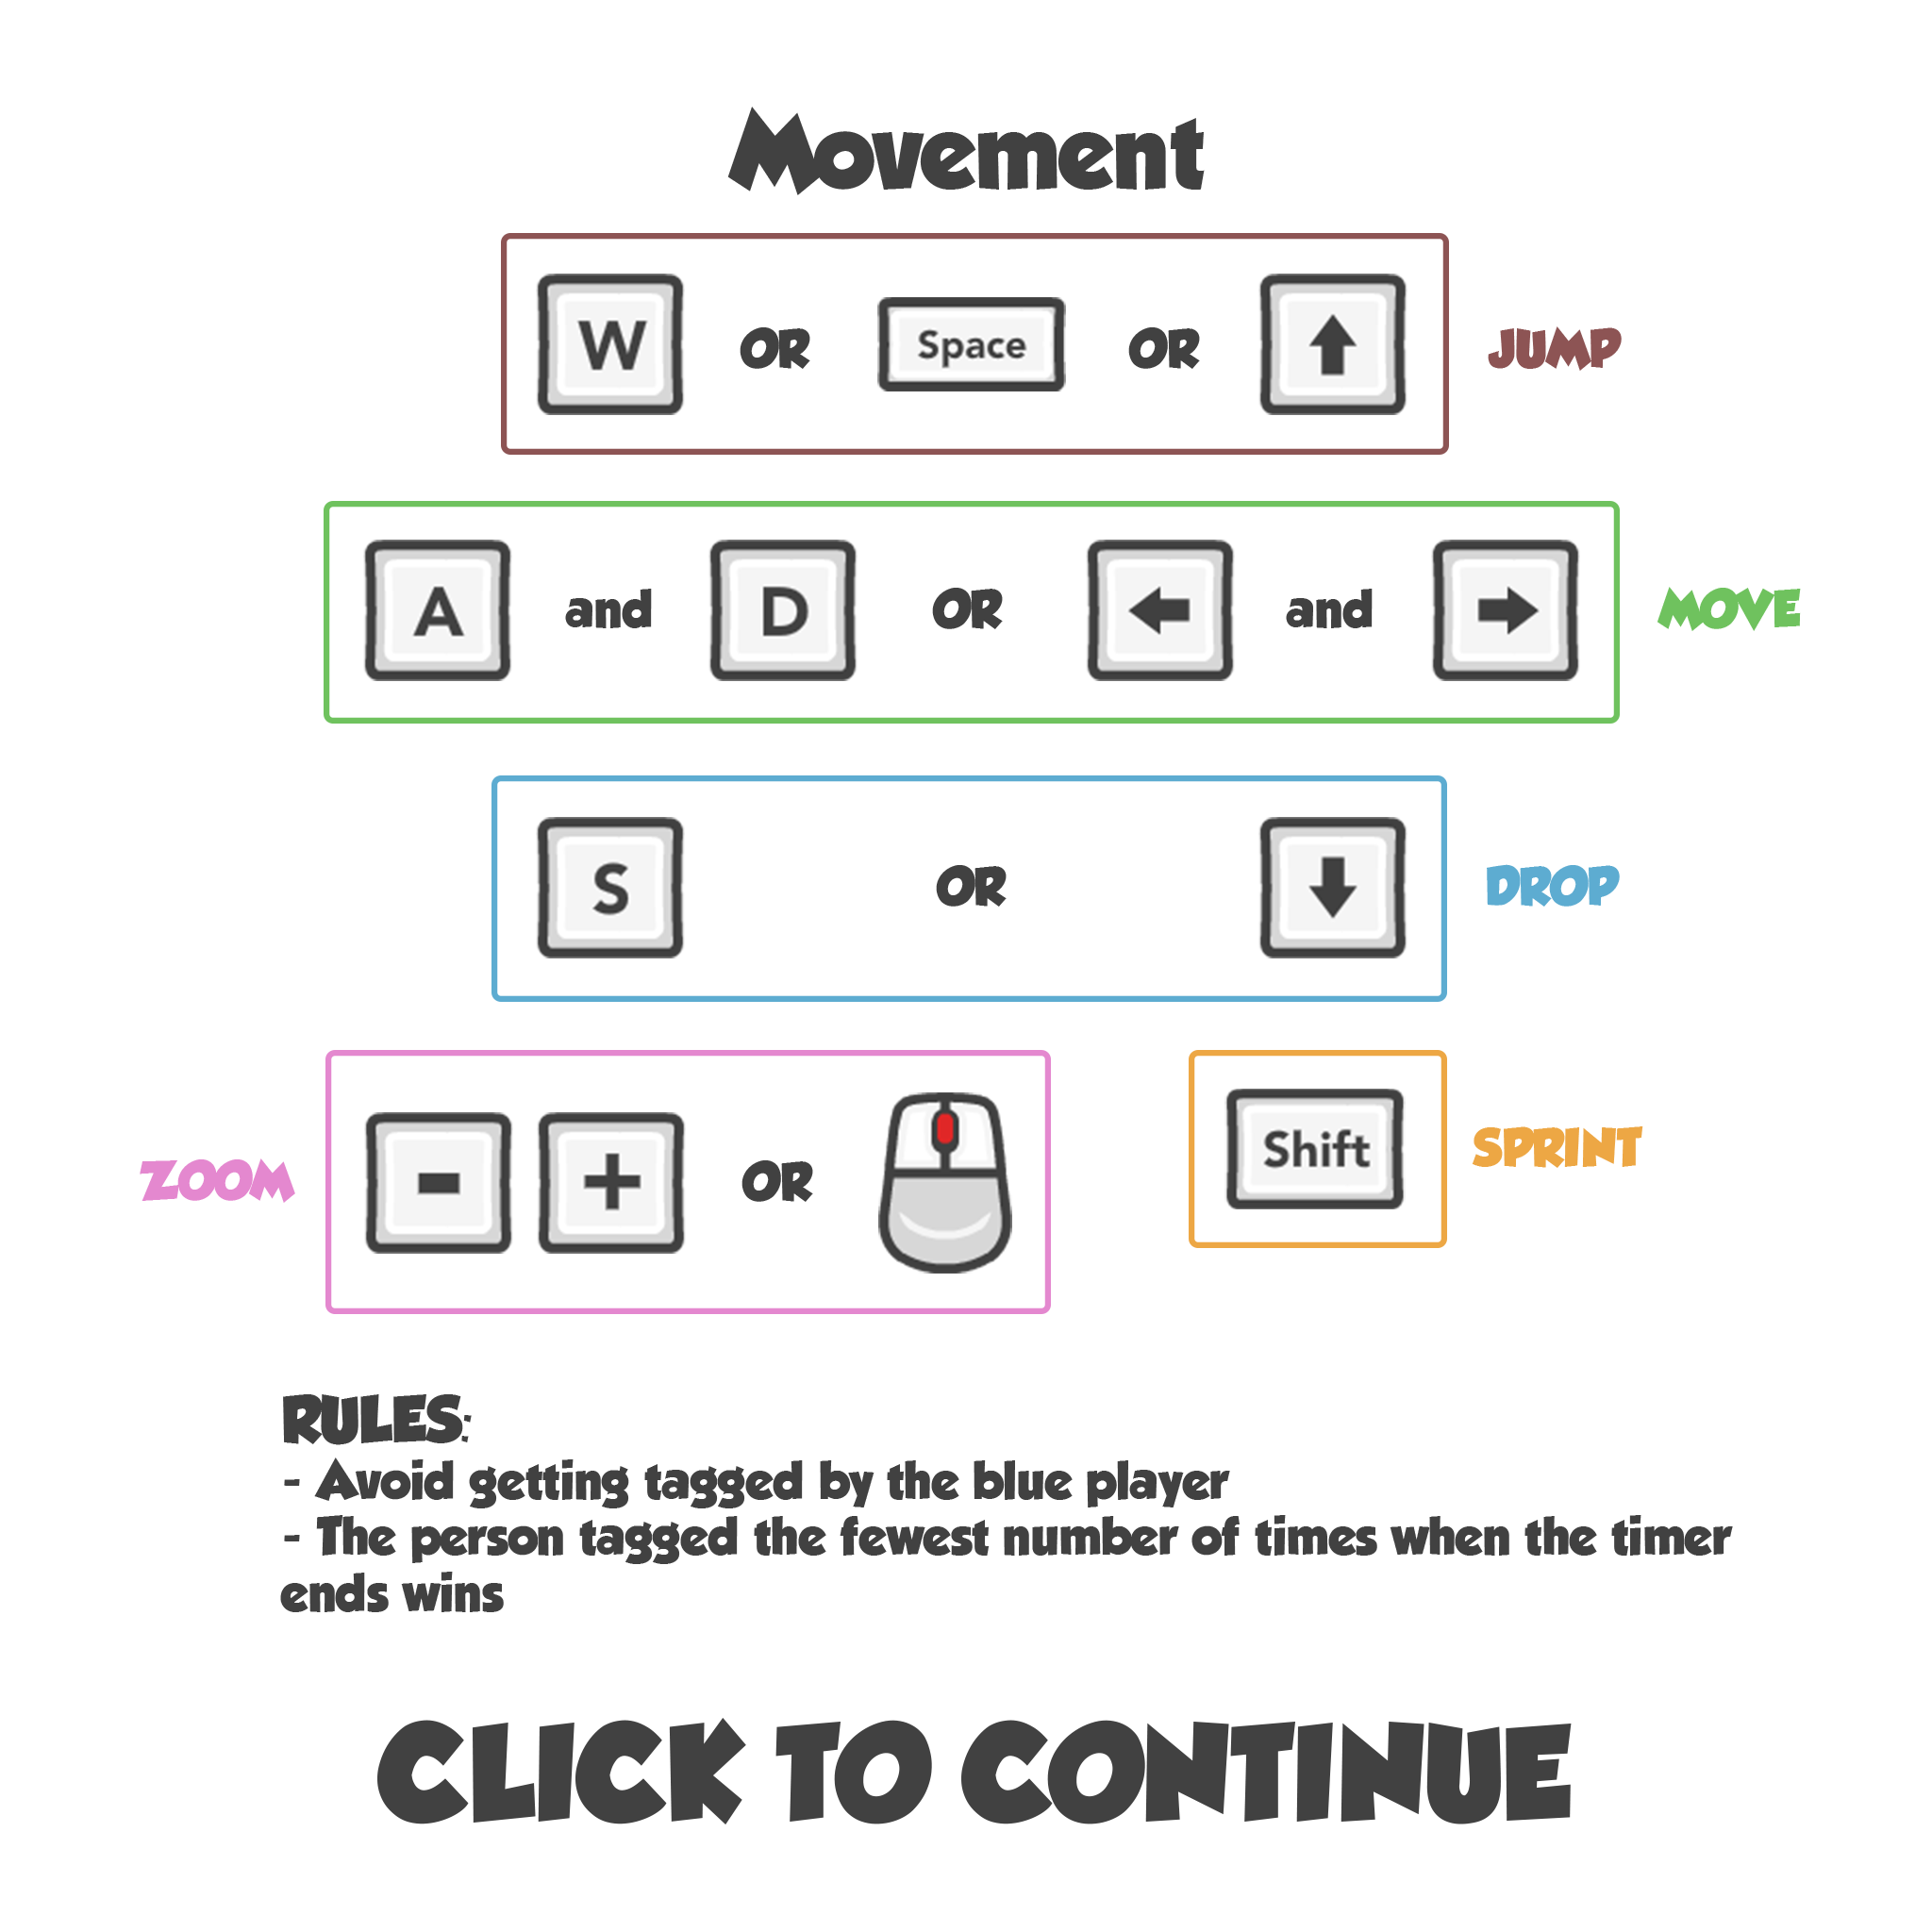 Movement
W OR Space OR ↑ JUMP
A and D OR ← and → MOVE
S OR ↓ DROP
ZOOM - + OR
Shift SPRINT
RULES:
- Avoid getting tagged by the blue player
- The person tagged the fewest number of times when the timer
ends wins
CLICK TO CONTINUE